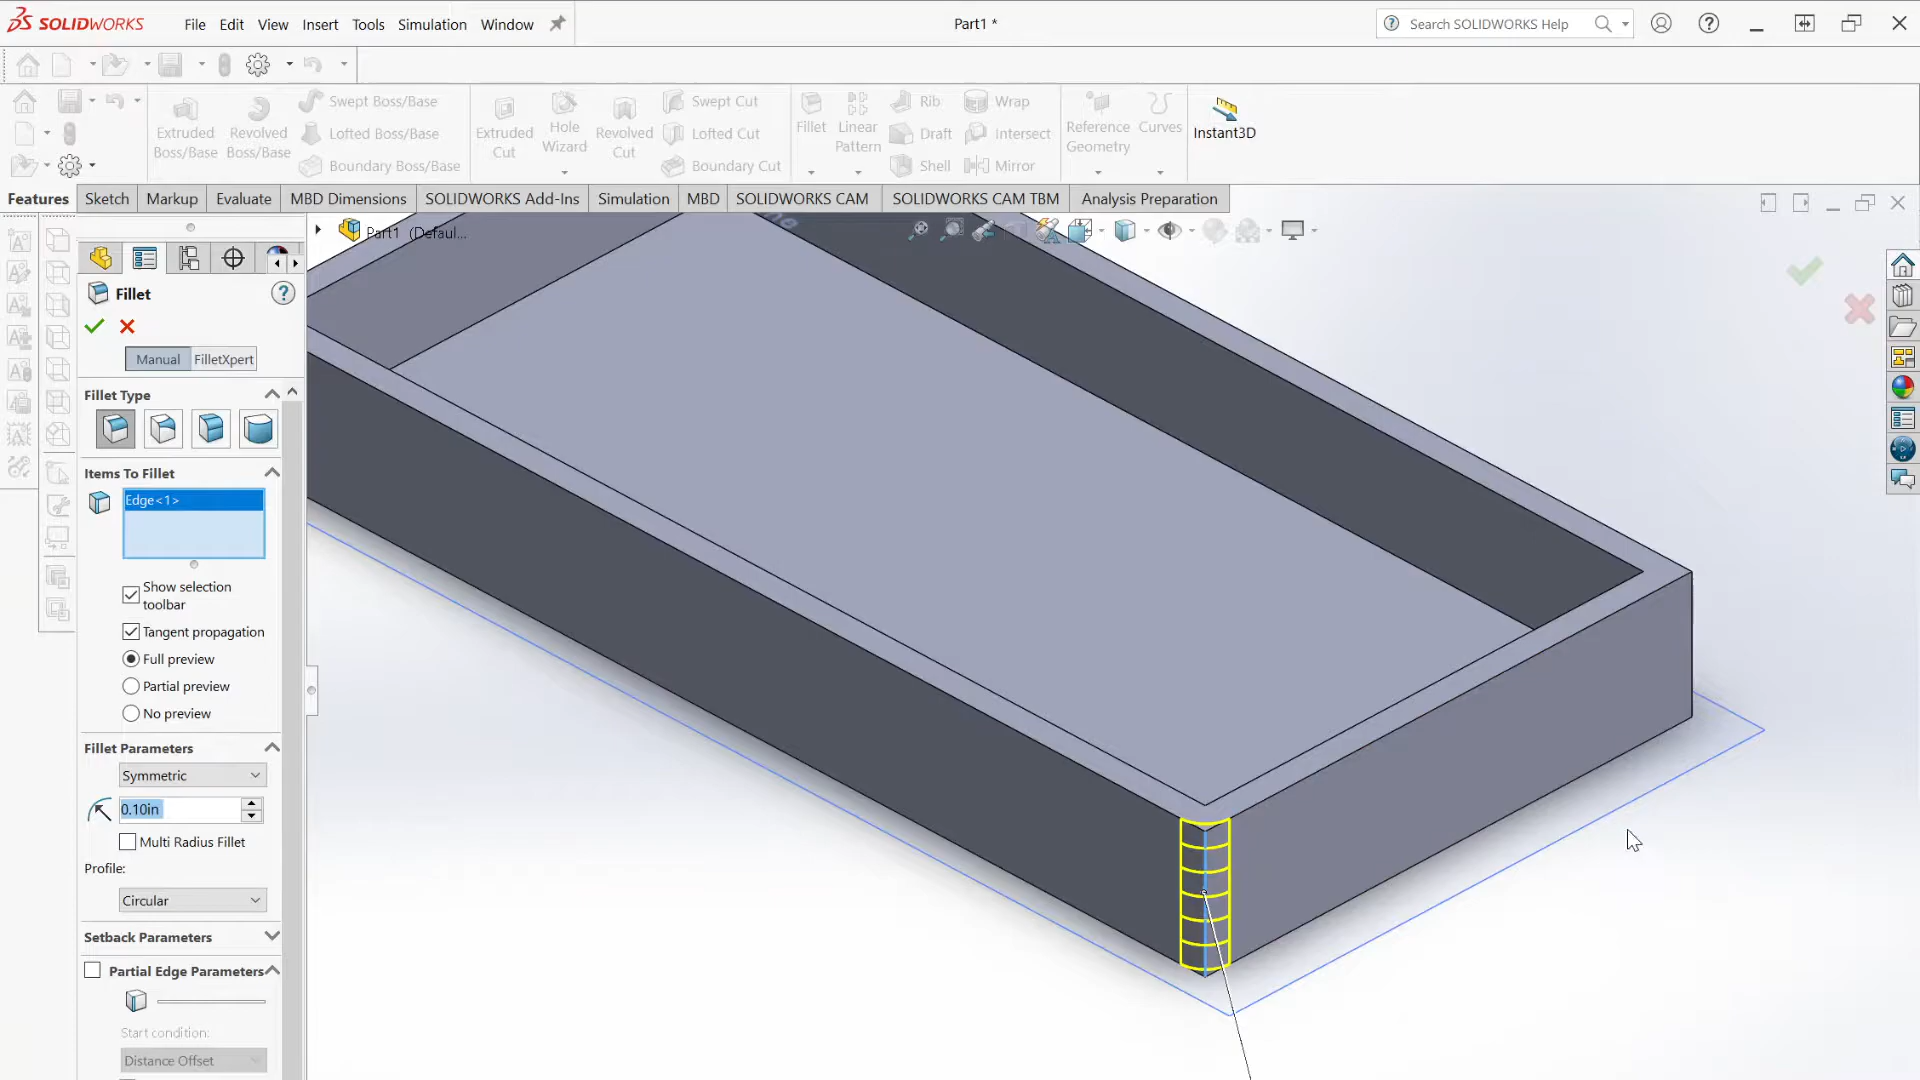 SOLIDWORKS File Edit View Insert Tools Simulation Window Part1 * Search SOLIDWORKS Help
Extruded Boss/Base
Revolved Boss/Base
Swept Boss/Base
Lofted Boss/Base
Boundary Boss/Base
Extruded Cut
Hole Wizard
Revolved Cut
Swept Cut
Lofted Cut
Boundary Cut
Fillet
Linear Pattern
Rib
Draft
Shell
Wrap
Intersect
Mirror
Reference Geometry
Curves
Instant3D
Features Sketch Markup Evaluate MBD Dimensions SOLIDWORKS Add-Ins Simulation MBD SOLIDWORKS CAM SOLIDWORKS CAM TBM Analysis Preparation
Part1 (Defaul...
Fillet
Manual FilletXpert
Fillet Type
Items To Fillet
Edge<1>
Show selection
toolbar
Tangent propagation
Full preview
Partial preview
No preview
Fillet Parameters
Symmetric
0.10in
Multi Radius Fillet
Profile:
Circular
Setback Parameters
Partial Edge Parameters
Start condition:
Distance Offset